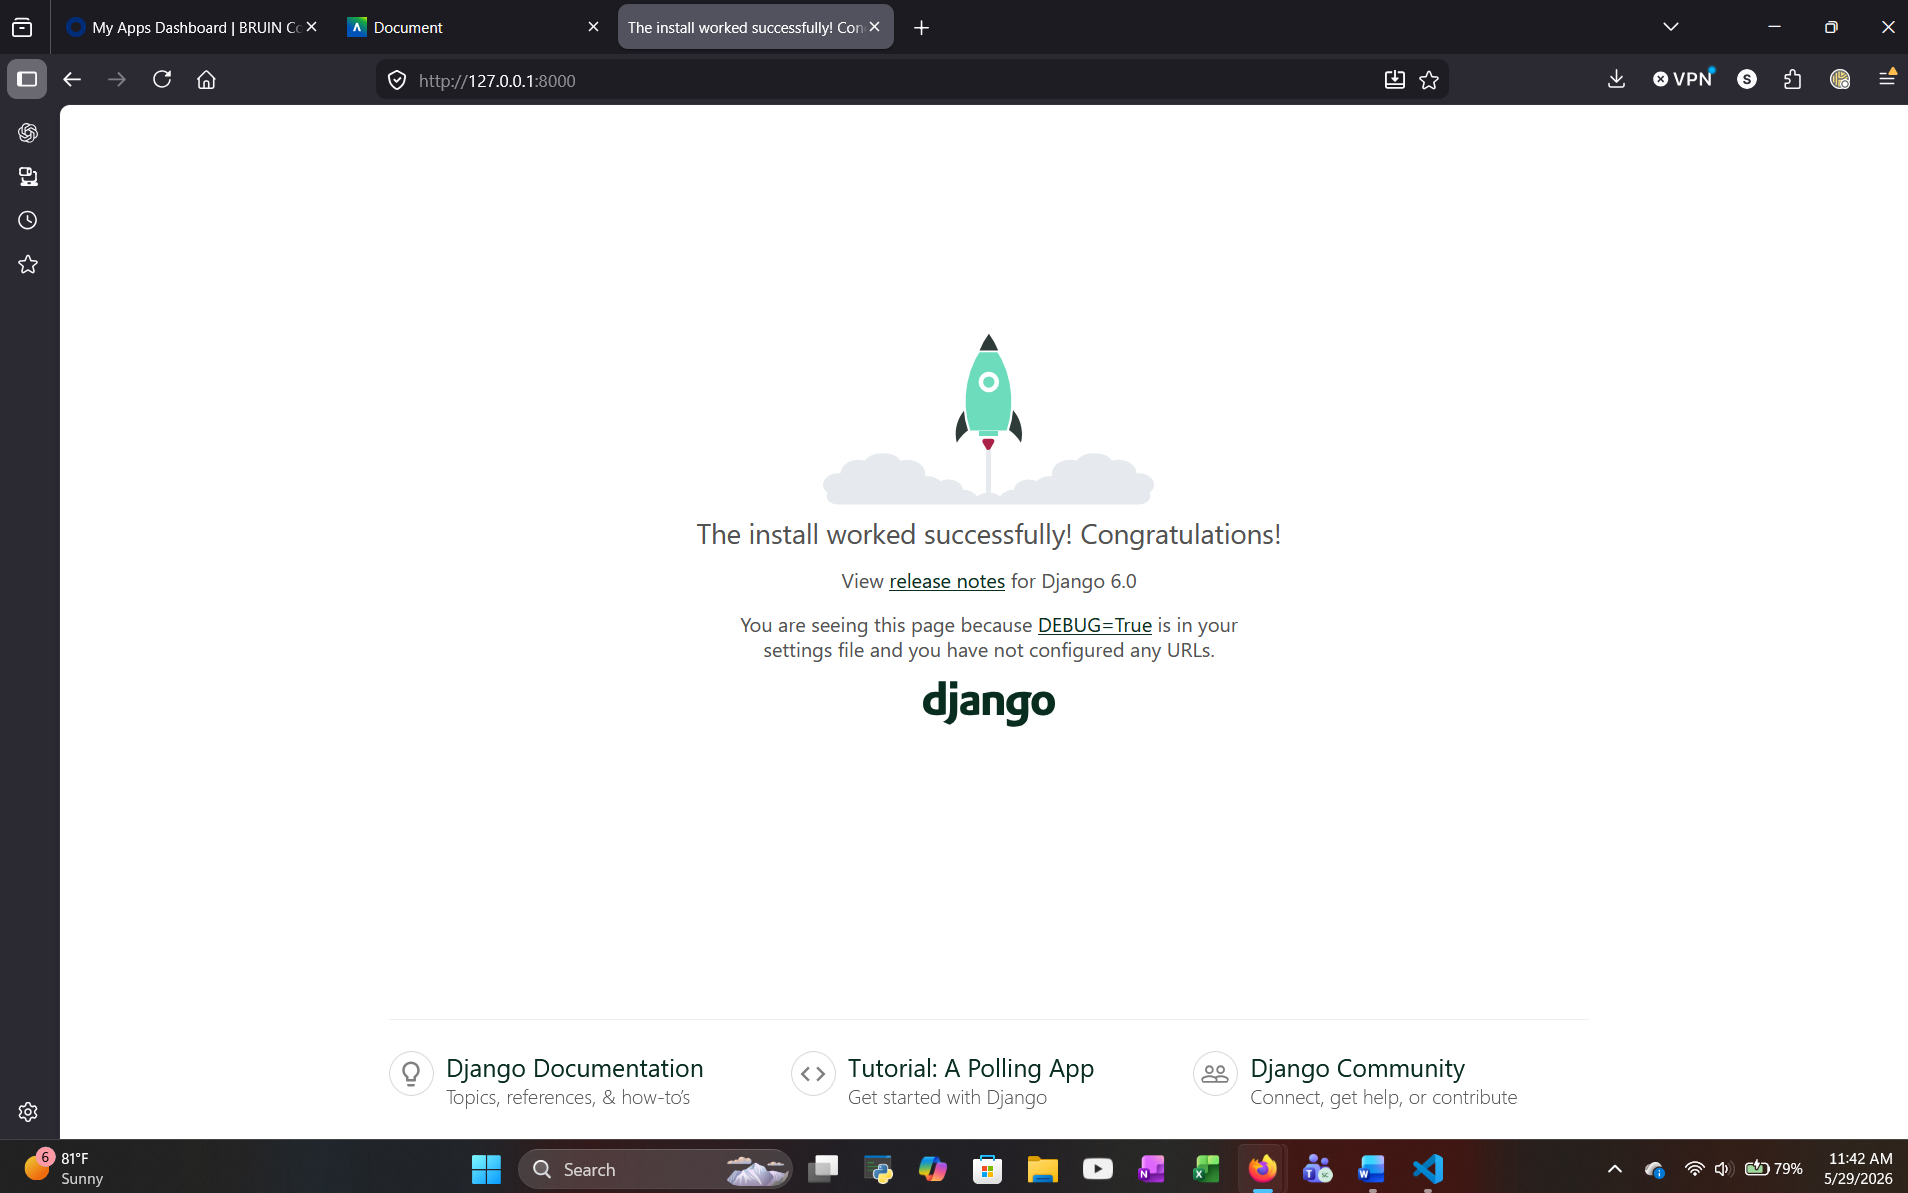 My Apps Dashboard | BRUIN Co
Document
The install worked successfully! Con
http://127.0.0.1:8000
VPN
S
The install worked successfully! Congratulations!
View release notes for Django 6.0
You are seeing this page because DEBUG=True is in your
settings file and you have not configured any URLs.
django
Django Documentation
Topics, references, & how-to’s
Tutorial: A Polling App
Get started with Django
Django Community
Connect, get help, or contribute
6
81°F
Sunny
Search
79%
11:42 AM
5/29/2026